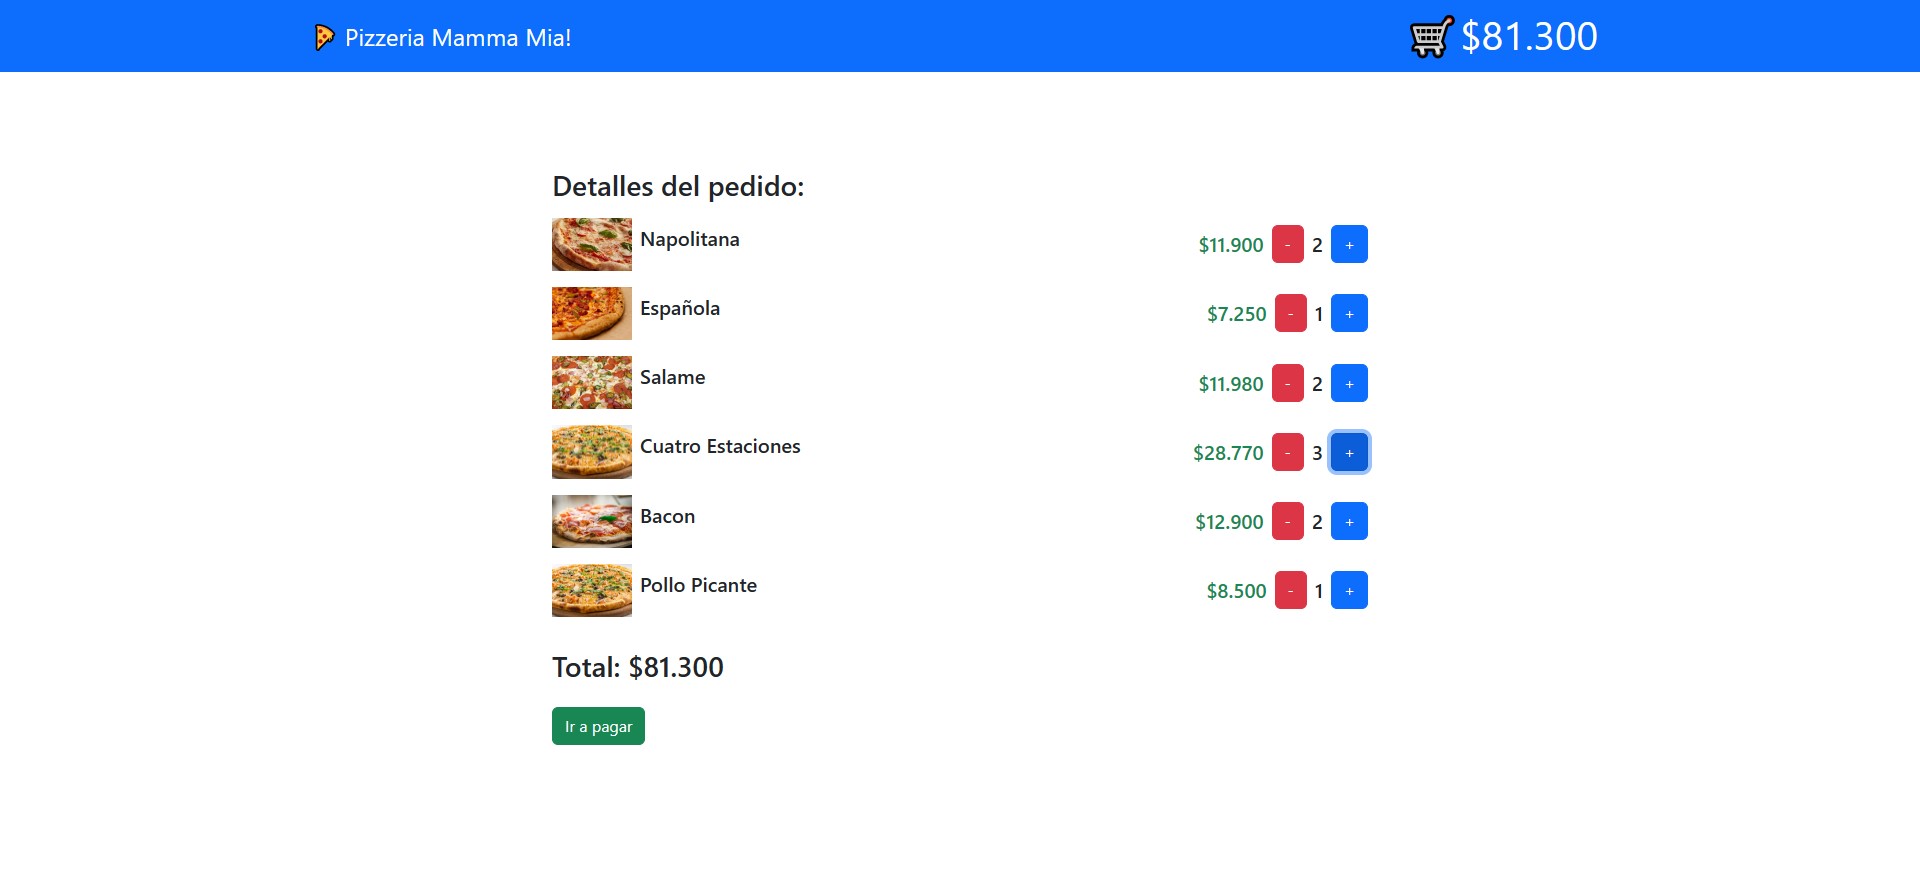 Pizzeria Mamma Mia!
$81.300
Detalles del pedido:
Napolitana $11.900 - 2 +
Española $7.250 - 1 +
Salame $11.980 - 2 +
Cuatro Estaciones $28.770 - 3 +
Bacon $12.900 - 2 +
Pollo Picante $8.500 - 1 +
Total: $81.300
Ir a pagar